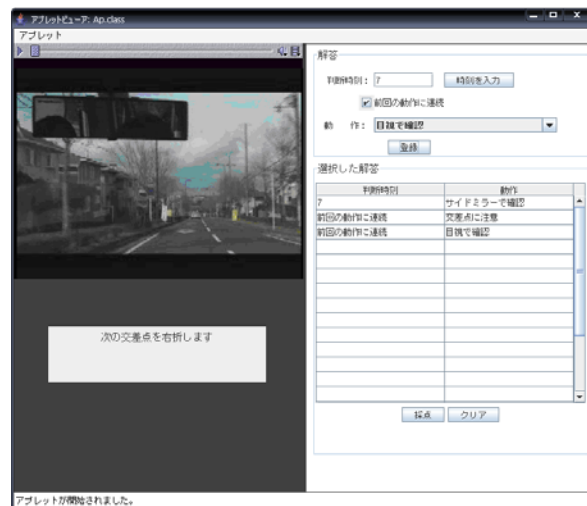 アプレットビューア: Ap.class
アプレット
解答
判断時刻： 7 時刻を入力
前回の動作に連続
動　作： 目視で確認
登録
選択した解答
判断時刻 動作
7 サイドミラーで確認
前回の動作に連続 交差点に注意
前回の動作に連続 目視で確認
次の交差点を右折します
採点 クリア
アプレットが開始されました。